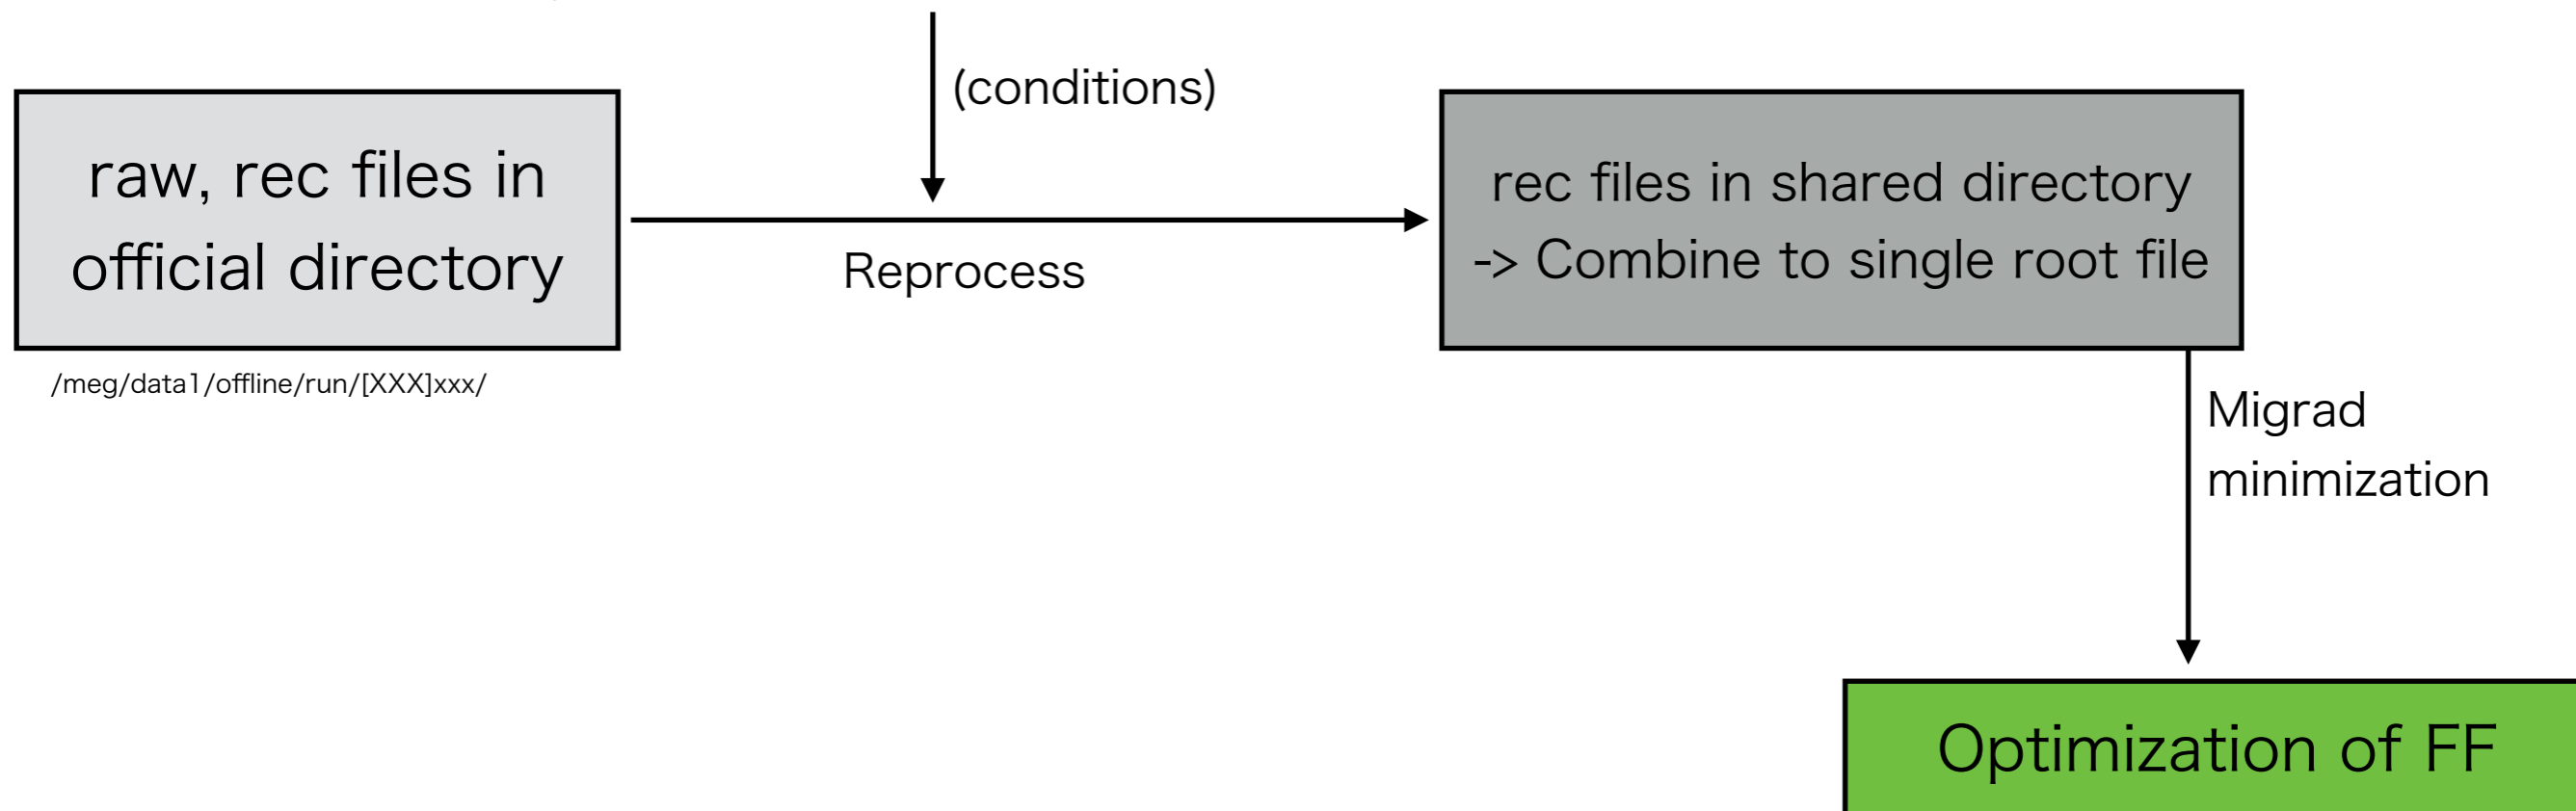 (conditions)
raw, rec files in
official directory
Reprocess
rec files in shared directory
-> Combine to single root file
/meg/data1/offline/run/[XXX]xxx/
Migrad
minimization
Optimization of FF